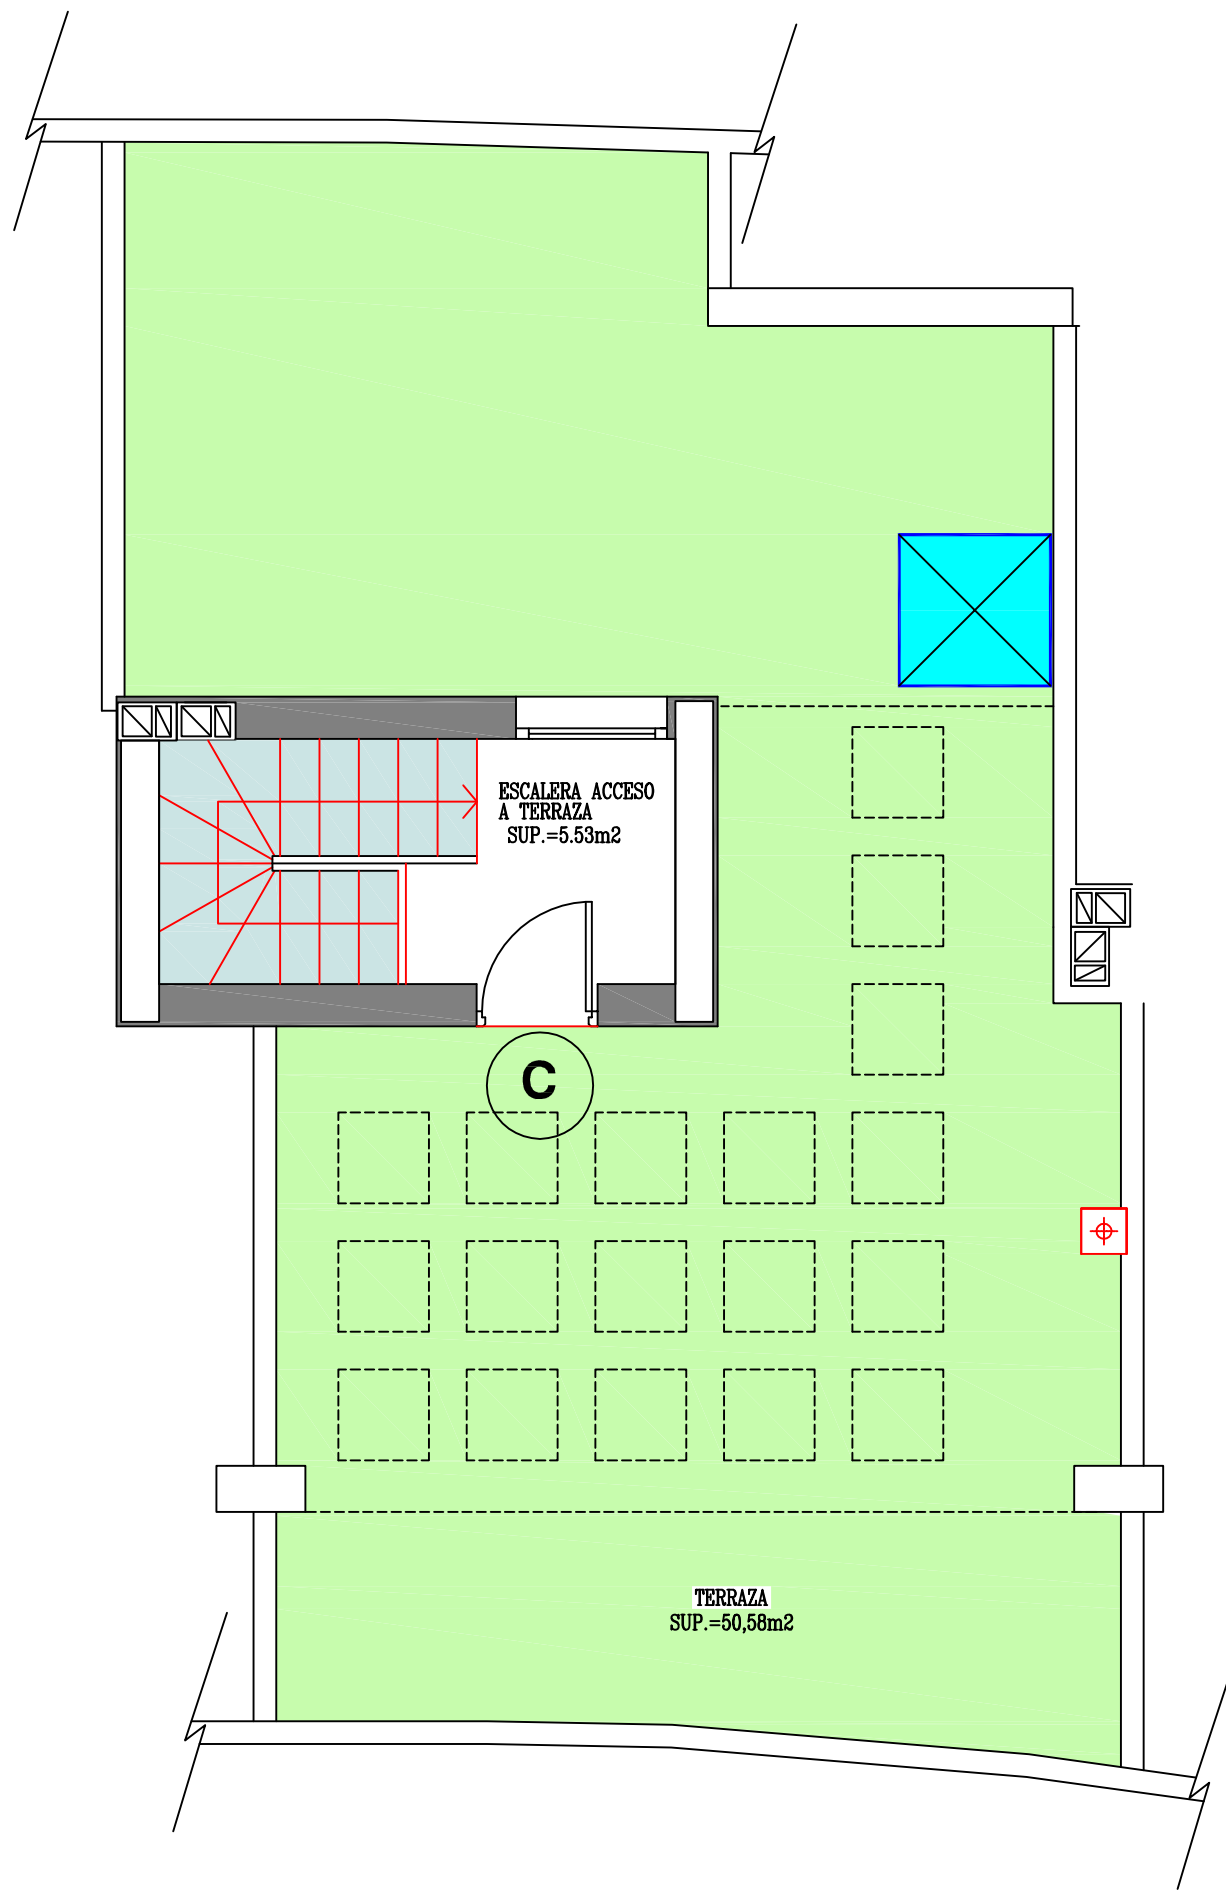 ESCALERA ACCESO
A TERRAZA
SUP.=5.53m2
C
TERRAZA
SUP.=50,58m2